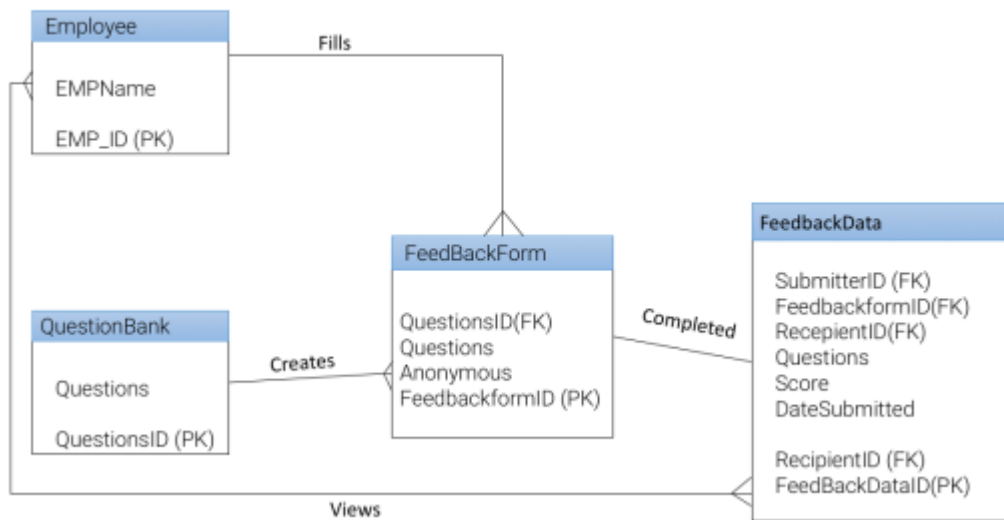 Employee
EMPName
EMP_ID (PK)
Fills
FeedBackForm
QuestionsID(FK)
Questions
Anonymous
FeedbackformID (PK)
QuestionBank
Questions
QuestionsID (PK)
Creates
Completed
FeedbackData
SubmitterID (FK)
FeedbackformID(FK)
RecepientID(FK)
Questions
Score
DateSubmitted
RecipientID (FK)
FeedBackDataID(PK)
Views